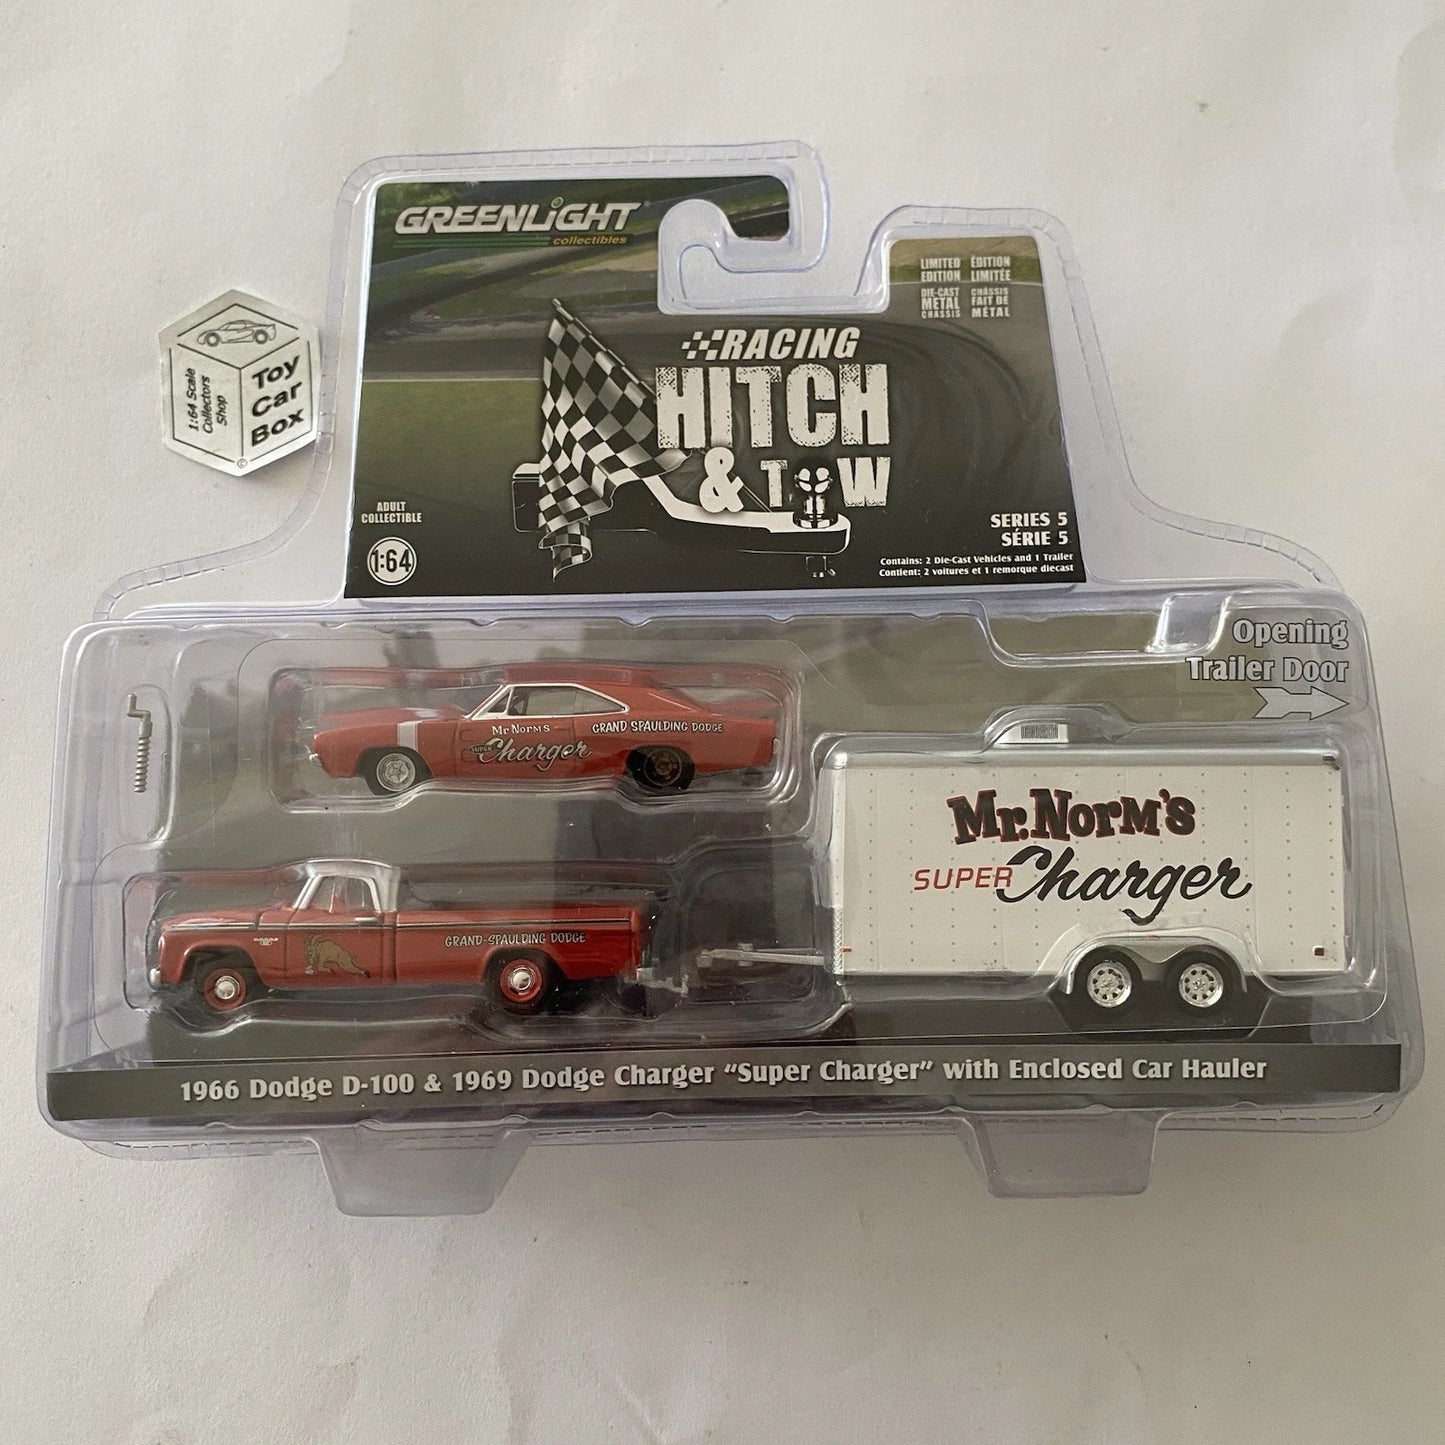 GREENLiGHT
collectibles
LIMITED EDITION
ÉDITION LIMITÉE
DIE-CAST METAL CHASSIS
CHÂSSIS FAIT DE MÉTAL
RACING
HITCH
& TOW
ADULT
COLLECTIBLE
1:64
SERIES 5
SÉRIE 5
Contains: 2 Die-Cast Vehicles and 1 Trailer
Contient: 2 voitures et 1 remorque diecast
1:64 Scale
Collectors
Shop
Toy
Car
Box
©
Opening
Trailer Door
Mr Norm's
GRAND SPAULDING DODGE
SUPER Charger
Mr.Norm's
SUPER Charger
GRAND-SPAULDING DODGE
1966 Dodge D-100 & 1969 Dodge Charger “Super Charger” with Enclosed Car Hauler